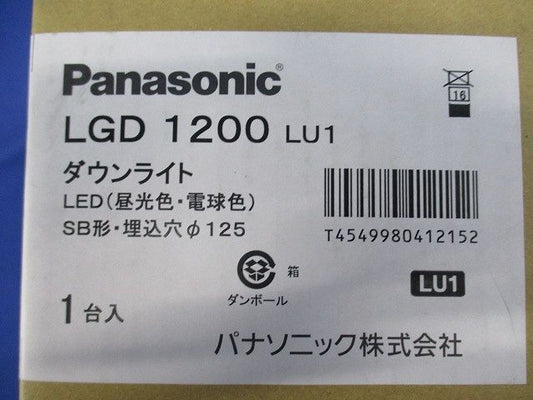 Panasonic®
LGD 1200 LU1
ダウンライト
LED(昼光色・電球色)
SB形・埋込穴φ125
16
T4549980412152
箱
ダンボール
LU1
1台入
パナソニック株式会社